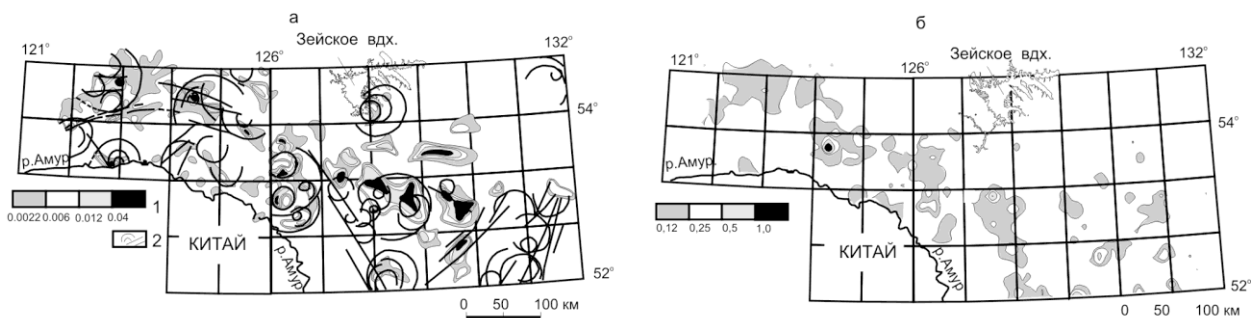 а
Зейское вдх.
121°
126°
132°
54°
р.Амур
0.0022 0.006 0.012 0.04
1
2
КИТАЙ
р.Амур
52°
0 50 100 км
б
Зейское вдх.
121°
126°
132°
54°
р.Амур
0,12 0,25 0,5 1,0
КИТАЙ
р.Амур
52°
0 50 100 км